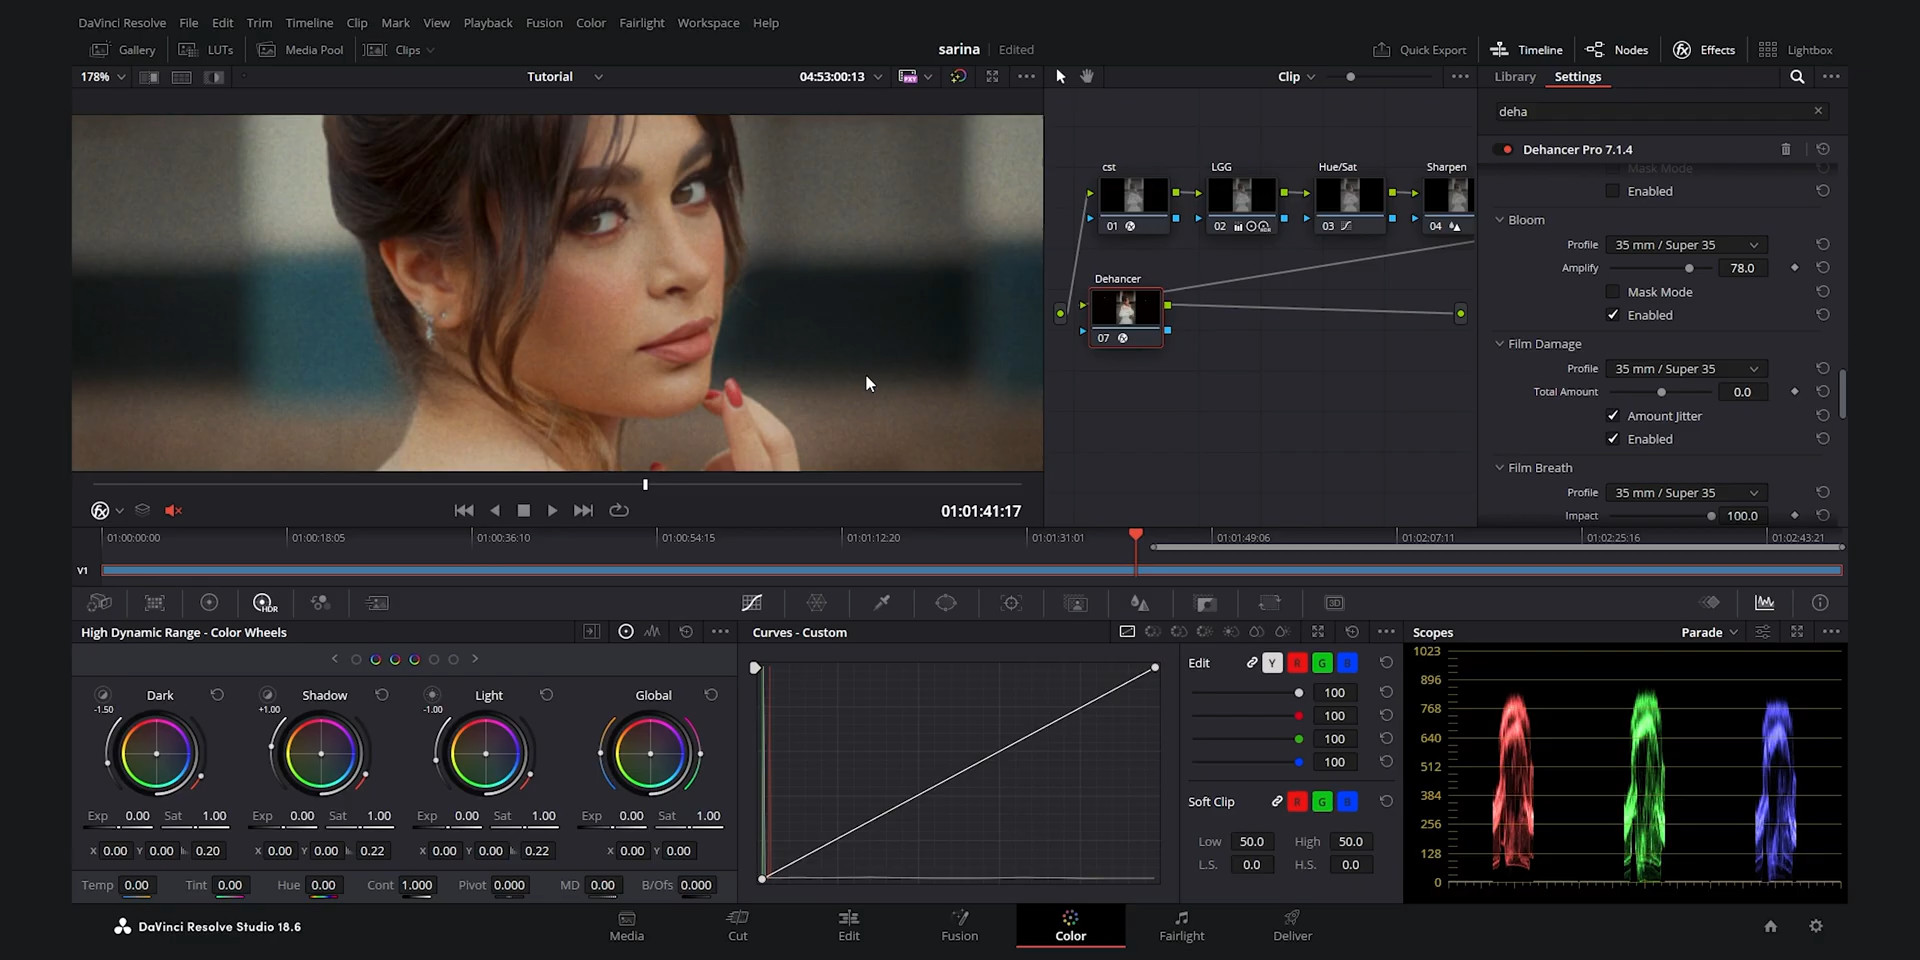 DaVinci Resolve File Edit Trim Timeline Clip Mark View Playback Fusion Color Fairlight Workspace Help
Gallery LUTs Media Pool Clips sarina Edited Quick Export Timeline Nodes Effects Lightbox
178% Tutorial 04:53:00:13 Clip Library Settings
deha
Dehancer Pro 7.1.4
Mask Mode
Enabled
Bloom
Profile 35 mm / Super 35
Amplify 78.0
Mask Mode
Enabled
Film Damage
Profile 35 mm / Super 35
Total Amount 0.0
Amount Jitter
Enabled
Film Breath
Profile 35 mm / Super 35
Impact 100.0
cst LGG Hue/Sat Sharpen
01 02 03 04
Dehancer
07
01:01:41:17
01:00:00:00 01:00:18:05 01:00:36:10 01:00:54:15 01:01:12:20 01:01:31:01 01:01:49:06 01:02:07:11 01:02:25:16 01:02:43:21
V1
HDR 3D
High Dynamic Range - Color Wheels Curves - Custom Scopes Parade
Dark Shadow Light Global
-1.50 +1.00 -1.00
Exp 0.00 Sat 1.00 Exp 0.00 Sat 1.00 Exp 0.00 Sat 1.00 Exp 0.00 Sat 1.00
X 0.00 Y 0.00 0.20 X 0.00 Y 0.00 0.22 X 0.00 Y 0.00 0.22 X 0.00 Y 0.00
Temp 0.00 Tint 0.00 Hue 0.00 Cont 1.000 Pivot 0.000 MD 0.00 B/Ofs 0.000
Edit Y R G B
100
100
100
100
Soft Clip R G B
Low 50.0 High 50.0
L.S. 0.0 H.S. 0.0
1023
896
768
640
512
384
256
128
0
DaVinci Resolve Studio 18.6
Media Cut Edit Fusion Color Fairlight Deliver